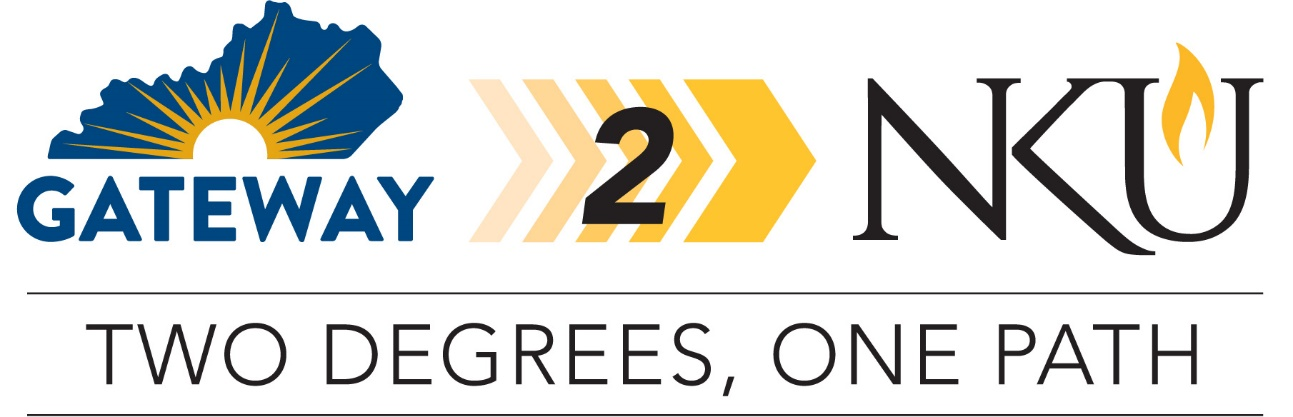 GATEWAY 2 NKU
TWO DEGREES, ONE PATH